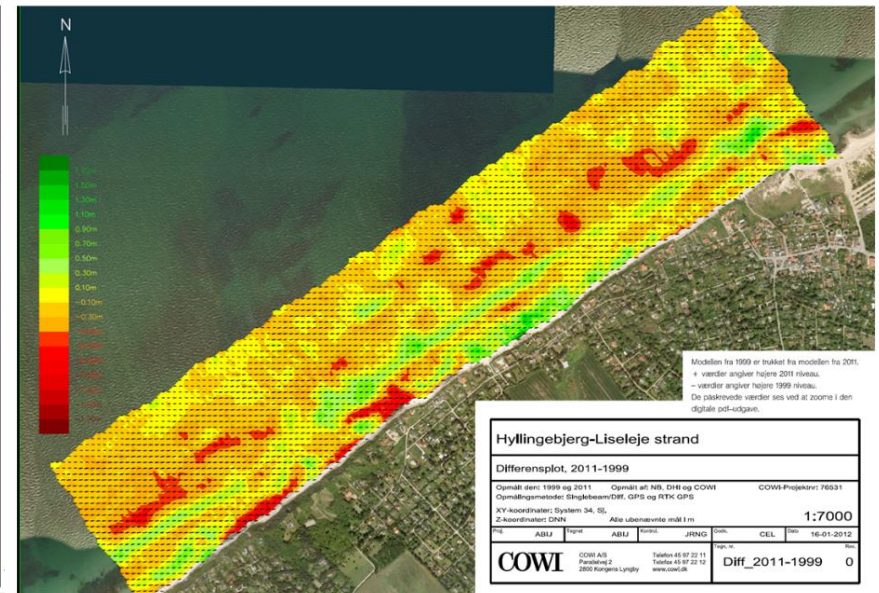 N
1.50m
1.30m
1.10m
0.90m
0.70m
0.50m
0.30m
0.10m
-0.10m
-0.30m
Modellen fra 1999 er trukket fra modellen fra 2011.
+ værdier angiver højere 2011 niveau.
- værdier angiver højere 1999 niveau.
De påskrevede værdier ses ved at zoome i den
digitale pdf-udgave.
Hyllingebjerg-Liseleje strand
Differensplot, 2011-1999
Opmålt den: 1999 og 2011 Opmålt af: NB, DHI og COWI COWI-Projektnr: 76531
Opmålingsmetode: Singlebeam/Diff. GPS og RTK GPS
XY-koordinater: System 34, Sj.
Z-koordinater: DNN Alle ubenævnte mål i m 1:7000
Proj. ABIJ Tegnet ABIJ Kontrol. JRNG Godk. CEL Dato 16-01-2012
COWI
COWI A/S
Parallelvej 2
2800 Kongens Lyngby
Telefon 45 97 22 11
Telefax 45 97 22 12
www.cowi.dk
Tegn. nr. Rev.
Diff_2011-1999 0